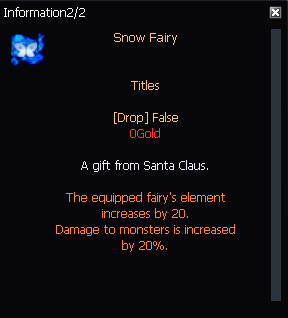 Information2/2
Snow Fairy
Titles
[Drop] False
0Gold
A gift from Santa Claus.
The equipped fairy's element
increases by 20.
Damage to monsters is increased
by 20%.